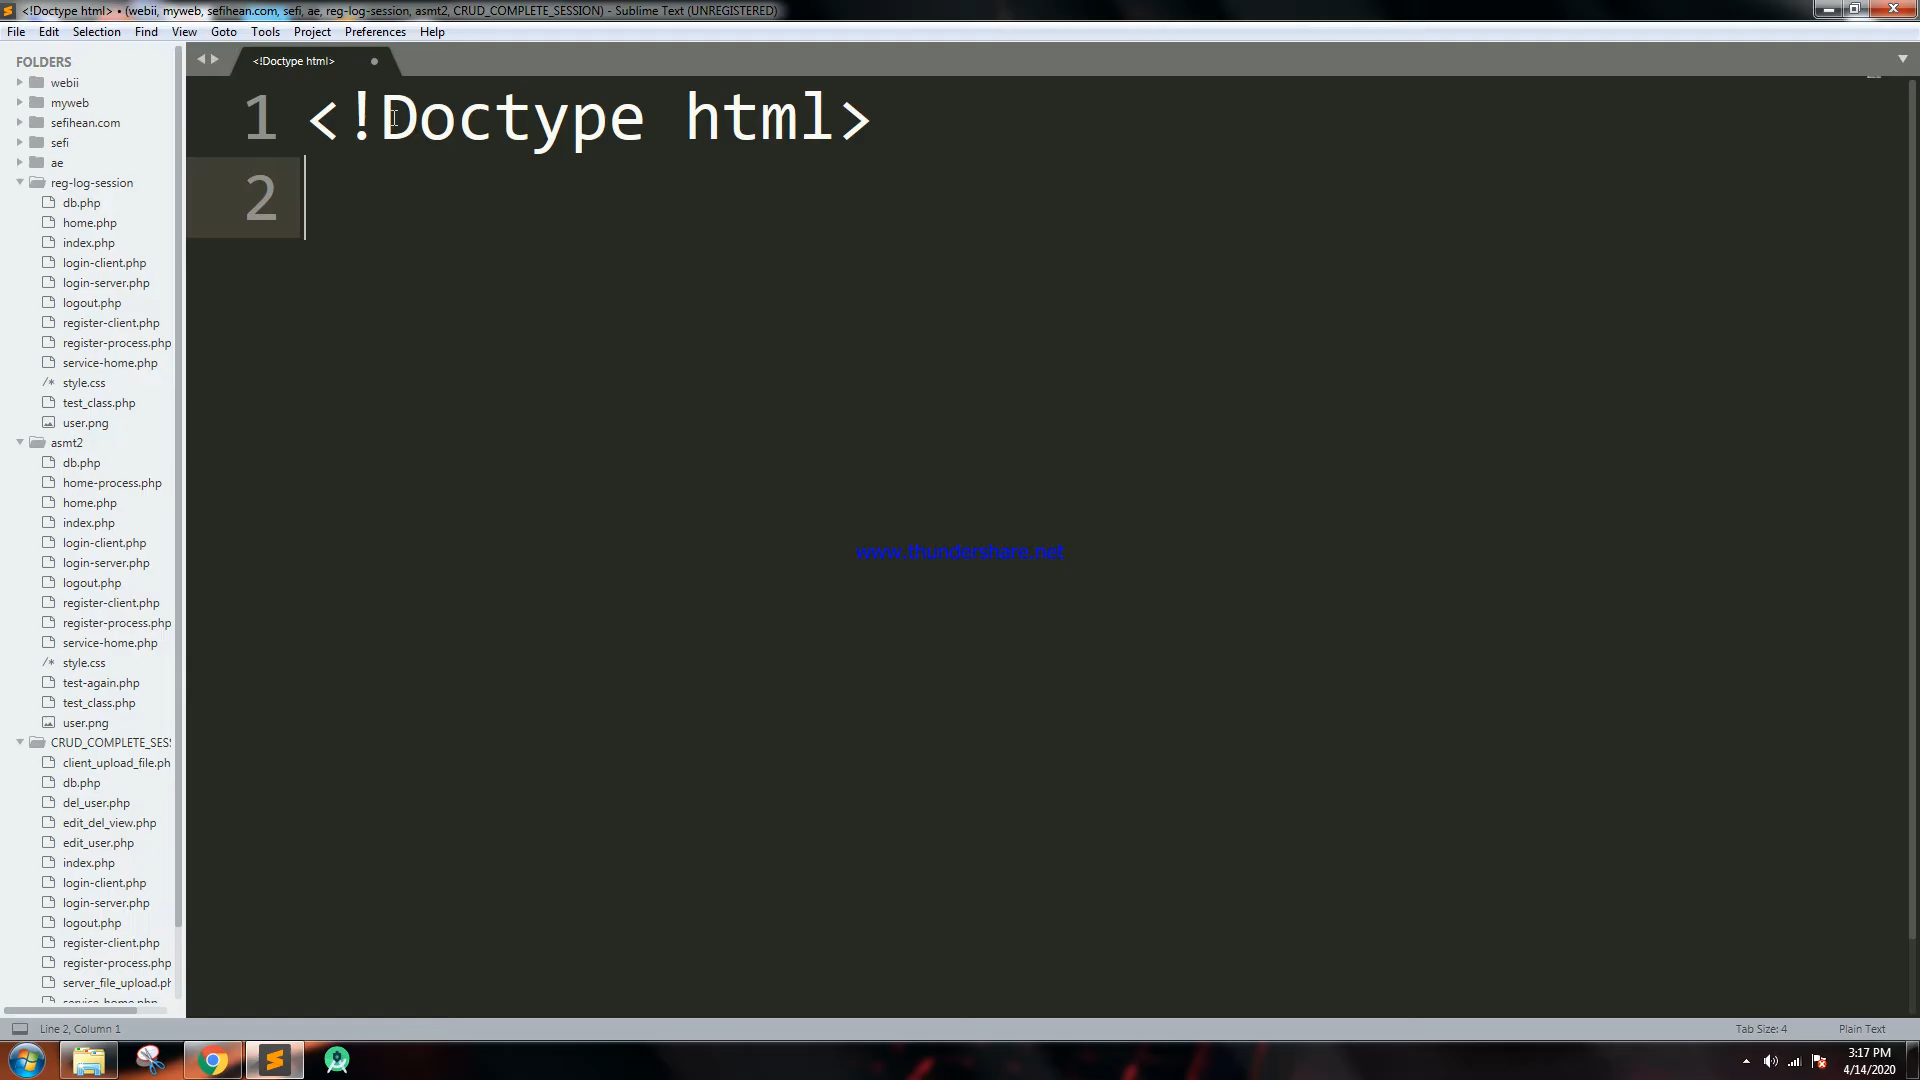 <!Doctype html> • (webii, myweb, sefihean.com, sefi, ae, reg-log-session, asmt2, CRUD_COMPLETE_SESSION) - Sublime Text (UNREGISTERED)
File Edit Selection Find View Goto Tools Project Preferences Help
FOLDERS
webii
myweb
sefihean.com
sefi
ae
reg-log-session
db.php
home.php
index.php
login-client.php
login-server.php
logout.php
register-client.php
register-process.php
service-home.php
/* style.css
test_class.php
user.png
asmt2
db.php
home-process.php
home.php
index.php
login-client.php
login-server.php
logout.php
register-client.php
register-process.php
service-home.php
/* style.css
test-again.php
test_class.php
user.png
CRUD_COMPLETE_SES
client_upload_file.ph
db.php
del_user.php
edit_del_view.php
edit_user.php
index.php
login-client.php
login-server.php
logout.php
register-client.php
register-process.php
server_file_upload.ph
service-home.php
<!Doctype html>
1 <!Doctype html>
2
www.thundershare.net
Line 2, Column 1
Tab Size: 4
Plain Text
3:17 PM
4/14/2020